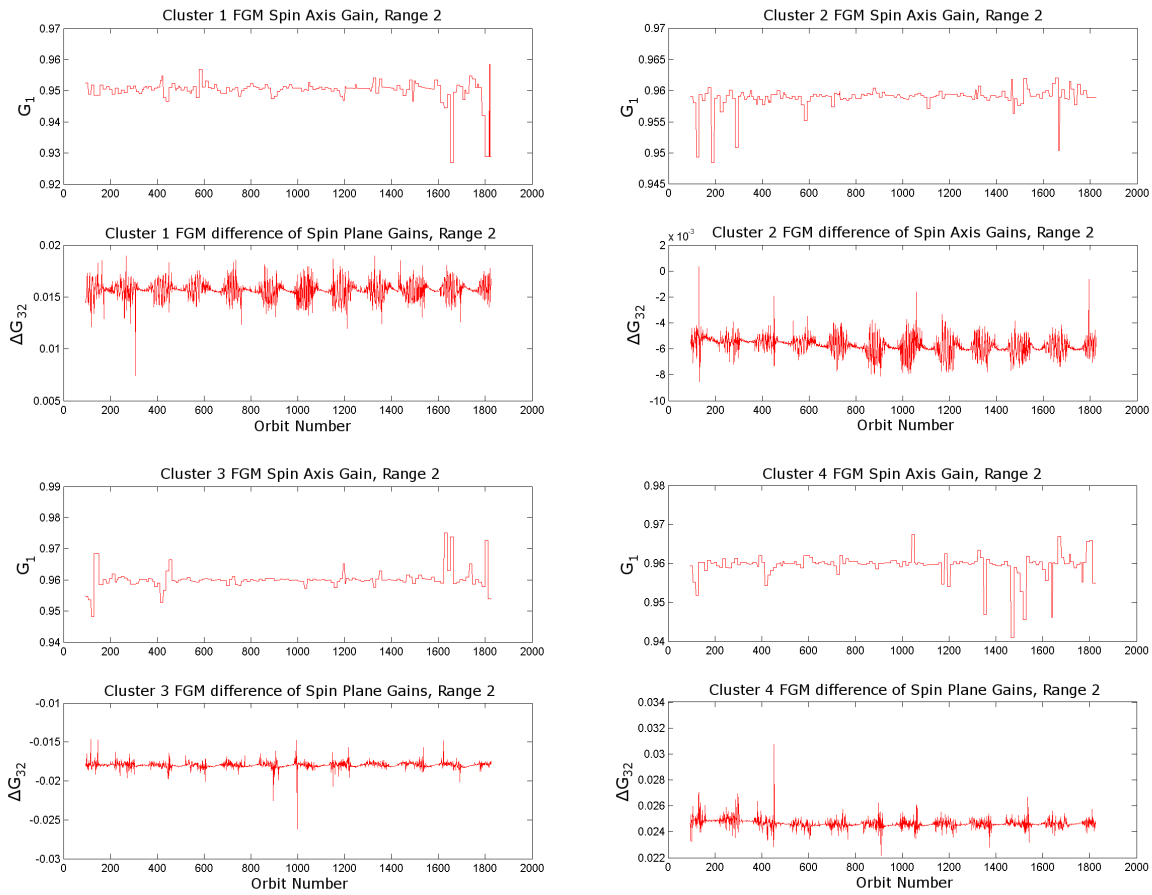 Cluster 1 FGM Spin Axis Gain, Range 2
0.97
0.96
0.95
0.94
0.93
0.92
G1
0 200 400 600 800 1000 1200 1400 1600 1800 2000
Cluster 1 FGM difference of Spin Plane Gains, Range 2
0.02
0.015
0.01
0.005
ΔG32
0 200 400 600 800 1000 1200 1400 1600 1800 2000
Orbit Number
Cluster 2 FGM Spin Axis Gain, Range 2
0.97
0.965
0.96
0.955
0.95
0.945
G1
0 200 400 600 800 1000 1200 1400 1600 1800 2000
Cluster 2 FGM difference of Spin Axis Gains, Range 2
x 10-3
2
0
-2
-4
-6
-8
-10
ΔG32
0 200 400 600 800 1000 1200 1400 1600 1800 2000
Orbit Number
Cluster 3 FGM Spin Axis Gain, Range 2
0.99
0.98
0.97
0.96
0.95
0.94
G1
0 200 400 600 800 1000 1200 1400 1600 1800 2000
Cluster 3 FGM difference of Spin Plane Gains, Range 2
-0.01
-0.015
-0.02
-0.025
-0.03
ΔG32
0 200 400 600 800 1000 1200 1400 1600 1800 2000
Orbit Number
Cluster 4 FGM Spin Axis Gain, Range 2
0.98
0.97
0.96
0.95
0.94
G1
0 200 400 600 800 1000 1200 1400 1600 1800 2000
Cluster 4 FGM difference of Spin Plane Gains, Range 2
0.034
0.032
0.03
0.028
0.026
0.024
0.022
ΔG32
0 200 400 600 800 1000 1200 1400 1600 1800 2000
Orbit Number